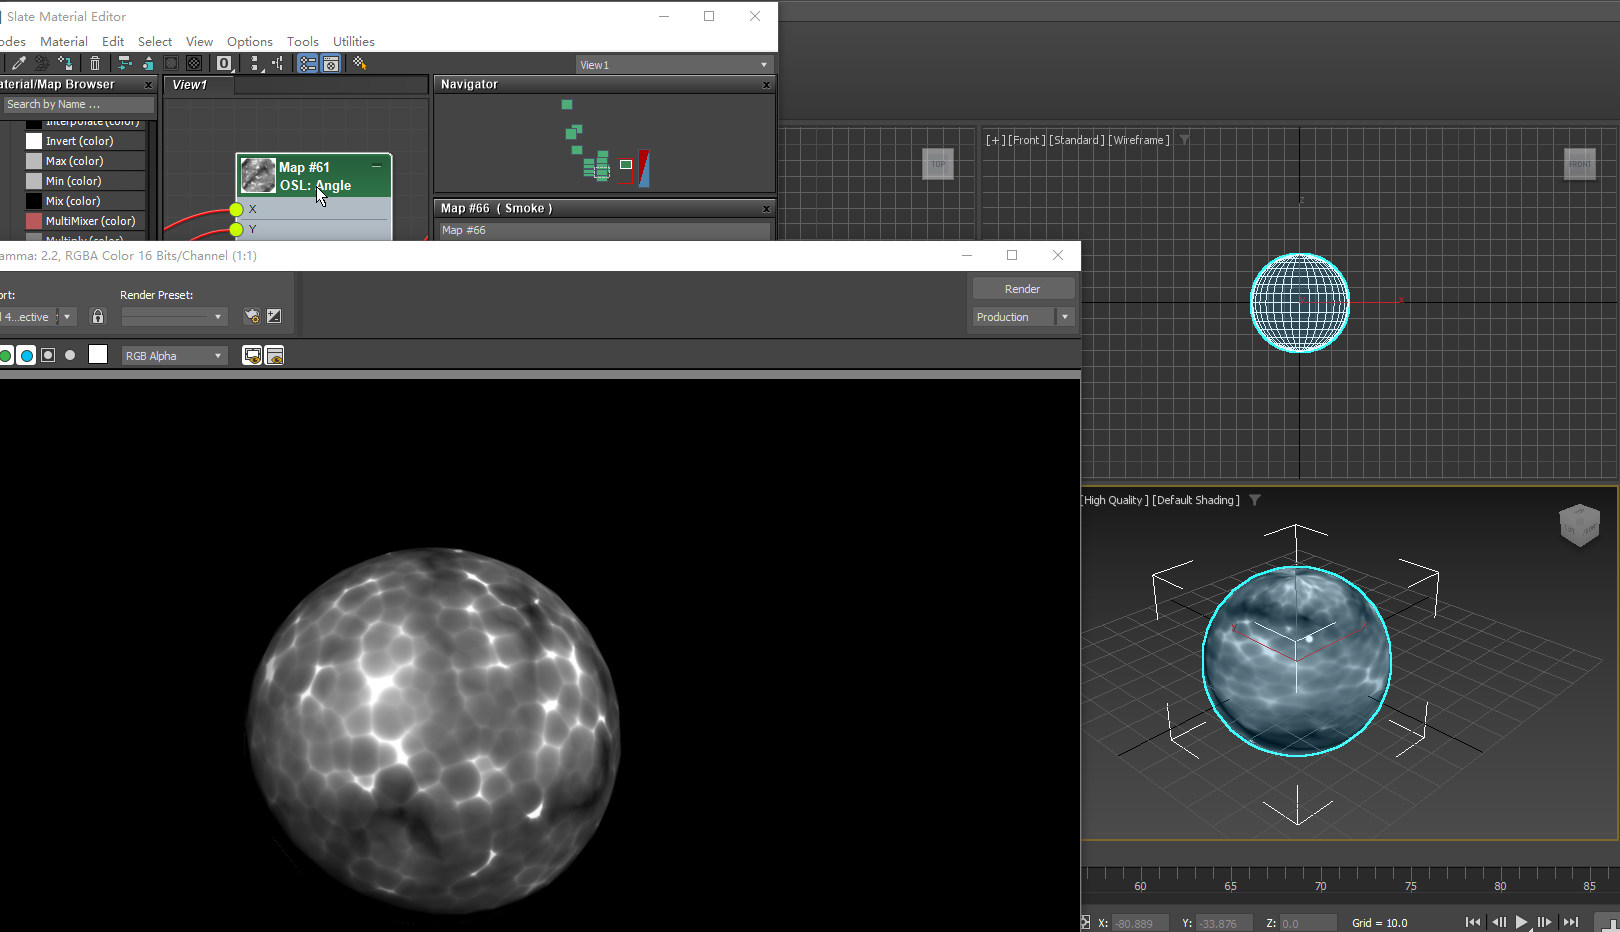 Slate Material Editor
odes Material Edit Select View Options Tools Utilities
View1
aterial/Map Browser
View1
Navigator
Search by Name ...
Interpolate (color)
Invert (color)
Max (color)
Min (color)
Mix (color)
MultiMixer (color)
Multiply (color)
Map #61
OSL: Angle
X
Y
Map #66 ( Smoke )
Map #66
amma: 2.2, RGBA Color 16 Bits/Channel (1:1)
ort:
Render Preset:
4...ective
Render
Production
RGB Alpha
TOP
[+] [Front ] [Standard ] [Wireframe ]
FRONT
z
x
[High Quality ] [Default Shading ]
y
60 65 70 75 80 85
X: -80.889 Y: -33.876 Z: 0.0 Grid = 10.0